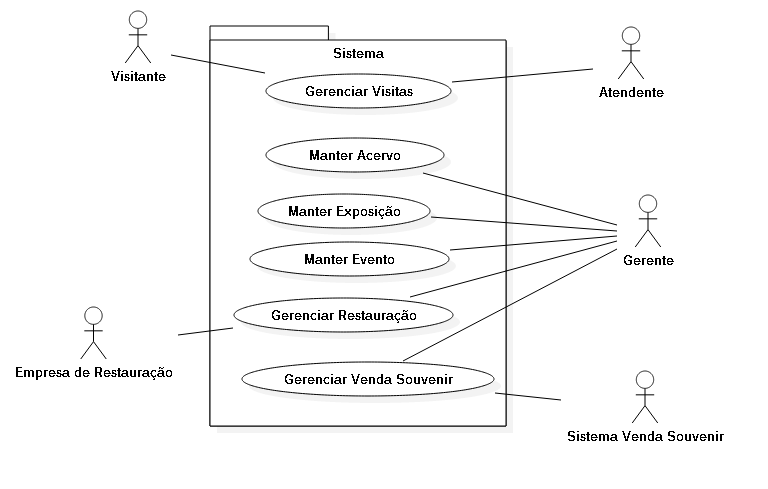 Visitante
Sistema
Atendente
Gerenciar Visitas
Manter Acervo
Manter Exposição
Manter Evento
Gerente
Gerenciar Restauração
Empresa de Restauração
Gerenciar Venda Souvenir
Sistema Venda Souvenir